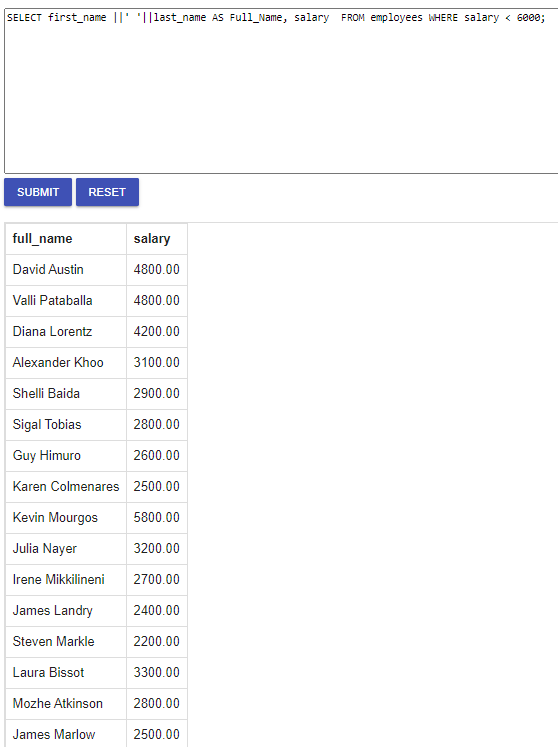 SELECT first_name ||' '||last_name AS Full_Name, salary  FROM employees WHERE salary < 6000;
SUBMIT RESET
full_name salary
David Austin 4800.00
Valli Pataballa 4800.00
Diana Lorentz 4200.00
Alexander Khoo 3100.00
Shelli Baida 2900.00
Sigal Tobias 2800.00
Guy Himuro 2600.00
Karen Colmenares 2500.00
Kevin Mourgos 5800.00
Julia Nayer 3200.00
Irene Mikkilineni 2700.00
James Landry 2400.00
Steven Markle 2200.00
Laura Bissot 3300.00
Mozhe Atkinson 2800.00
James Marlow 2500.00